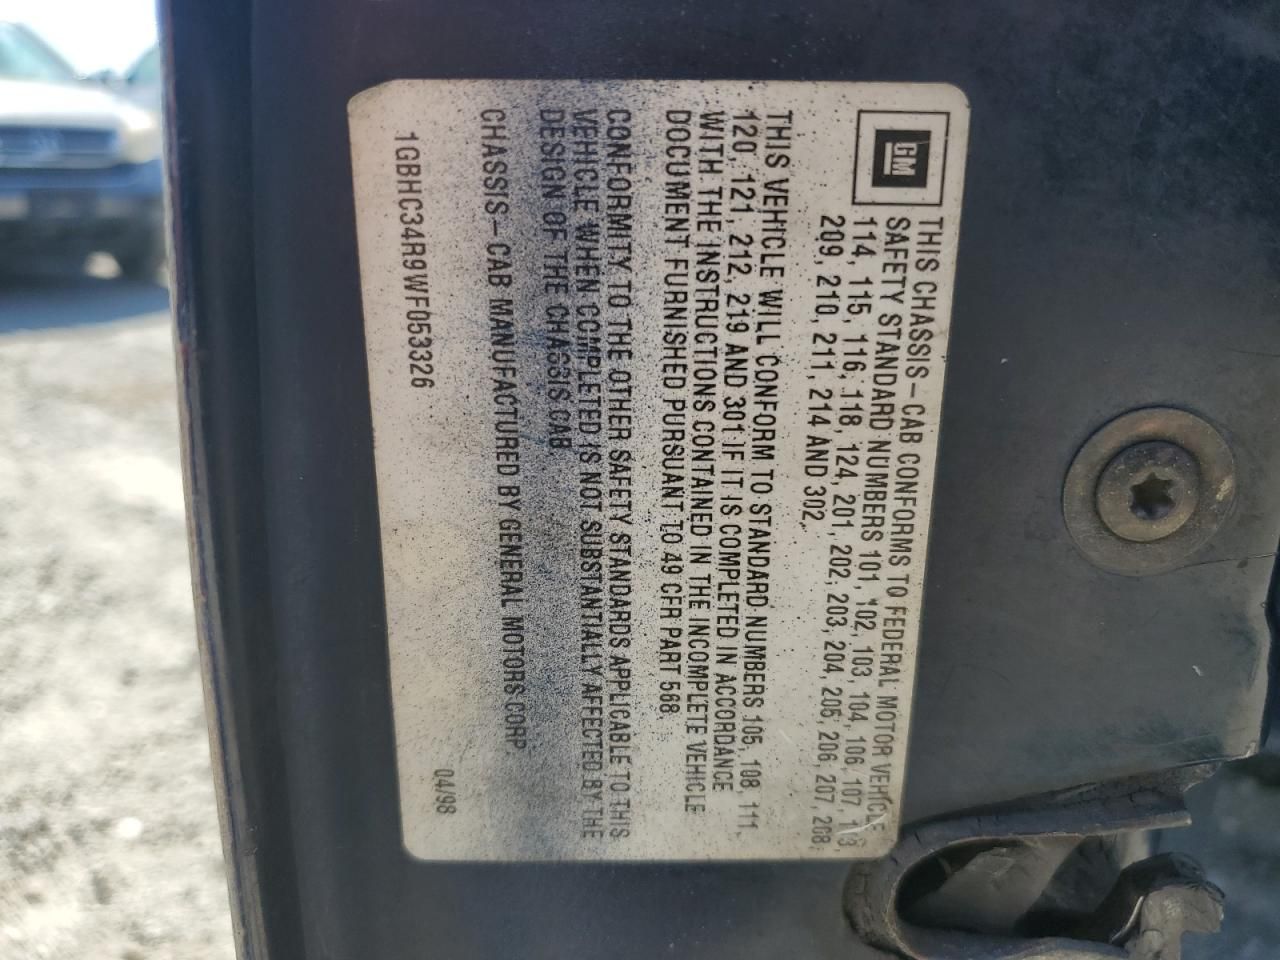 GM
THIS CHASSIS-CAB CONFORMS TO FEDERAL MOTOR VEHICLE
SAFETY STANDARD NUMBERS 101, 102, 103, 104, 106, 107, 113,
114, 115, 116, 118, 124, 201, 202, 203, 204, 205, 206, 207, 208,
209, 210, 211, 214 AND 302.
THIS VEHICLE WILL CONFORM TO STANDARD NUMBERS 105, 108, 111,
120, 121, 212, 219 AND 301 IF IT IS COMPLETED IN ACCORDANCE
WITH THE INSTRUCTIONS CONTAINED IN THE INCOMPLETE VEHICLE
DOCUMENT FURNISHED PURSUANT TO 49 CFR PART 568.
CONFORMITY TO THE OTHER SAFETY STANDARDS APPLICABLE TO THIS
VEHICLE WHEN COMPLETED IS NOT SUBSTANTIALLY AFFECTED BY THE
DESIGN OF THE CHASSIS CAB.
CHASSIS-CAB MANUFACTURED BY GENERAL MOTORS CORP
04/98
1GBHC34R9WF053326